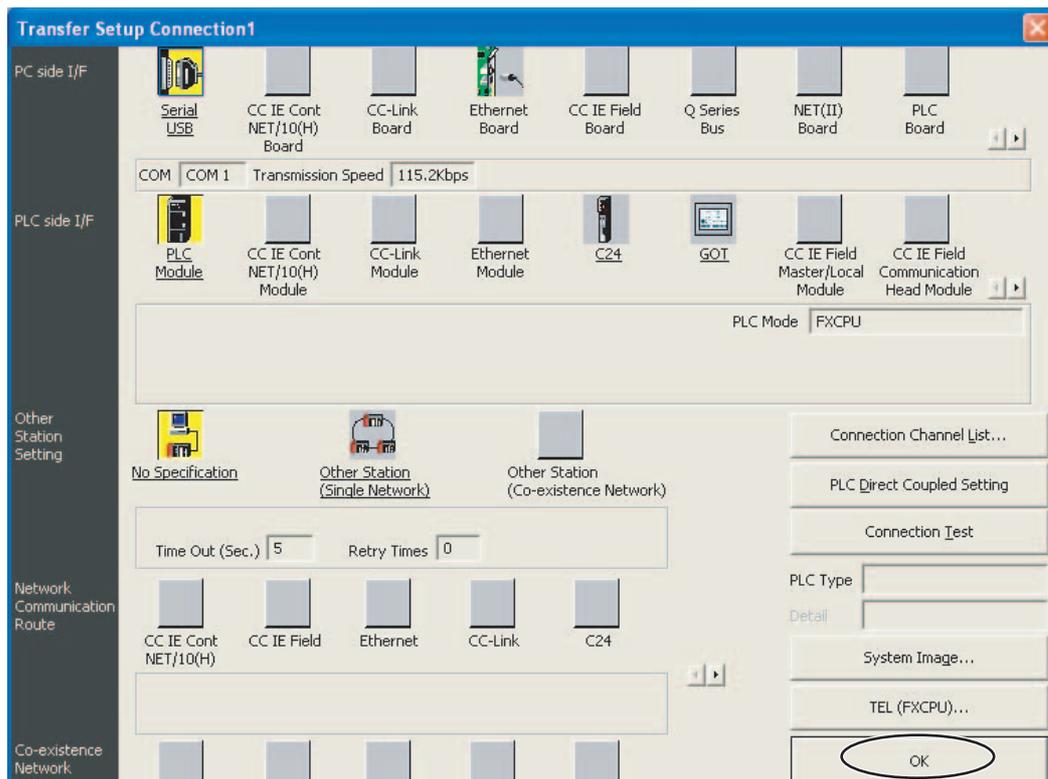 Transfer Setup Connection1
PC side I/F
Serial
USB
CC IE Cont
NET/10(H)
Board
CC-Link
Board
Ethernet
Board
CC IE Field
Board
Q Series
Bus
NET(II)
Board
PLC
Board
COM COM 1 Transmission Speed 115.2Kbps
PLC side I/F
PLC
Module
CC IE Cont
NET/10(H)
Module
CC-Link
Module
Ethernet
Module
C24
GOT
CC IE Field
Master/Local
Module
CC IE Field
Communication
Head Module
PLC Mode FXCPU
Other
Station
Setting
No Specification
Other Station
(Single Network)
Other Station
(Co-existence Network)
Time Out (Sec.) 5 Retry Times 0
Connection Channel List...
PLC Direct Coupled Setting
Connection Test
PLC Type
Detail
System Image...
TEL (FXCPU)...
OK
Network
Communication
Route
CC IE Cont
NET/10(H)
CC IE Field
Ethernet
CC-Link
C24
Co-existence
Network